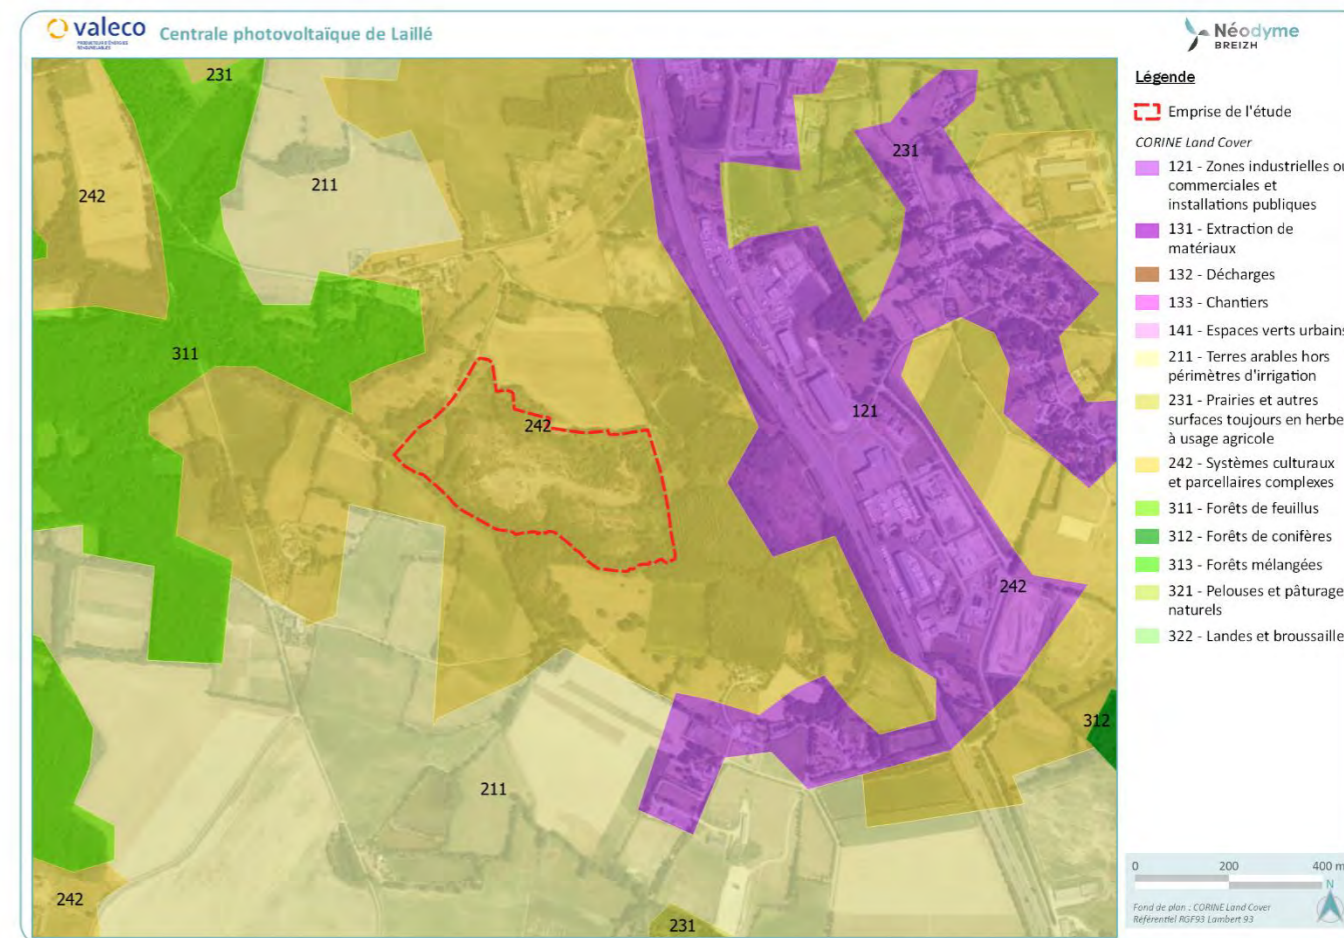 valeco
Centrale photovoltaïque de Laillé
Néodyme
BREIZH
Légende
Emprise de l'étude
CORINE Land Cover
121 - Zones industrielles ou
commerciales et
installations publiques
131 - Extraction de
matériaux
132 - Décharges
133 - Chantiers
141 - Espaces verts urbains
211 - Terres arables hors
périmètres d'irrigation
231 - Prairies et autres
surfaces toujours en herbe
à usage agricole
242 - Systèmes culturaux
et parcellaires complexes
311 - Forêts de feuillus
312 - Forêts de conifères
313 - Forêts mélangées
321 - Pelouses et pâturage
naturels
322 - Landes et broussaille
231
242
211
231
311
121
242
242
312
211
242
231
0 200 400 m
N
Fond de plan : CORINE Land Cover
Référentiel RGF93 Lambert 93